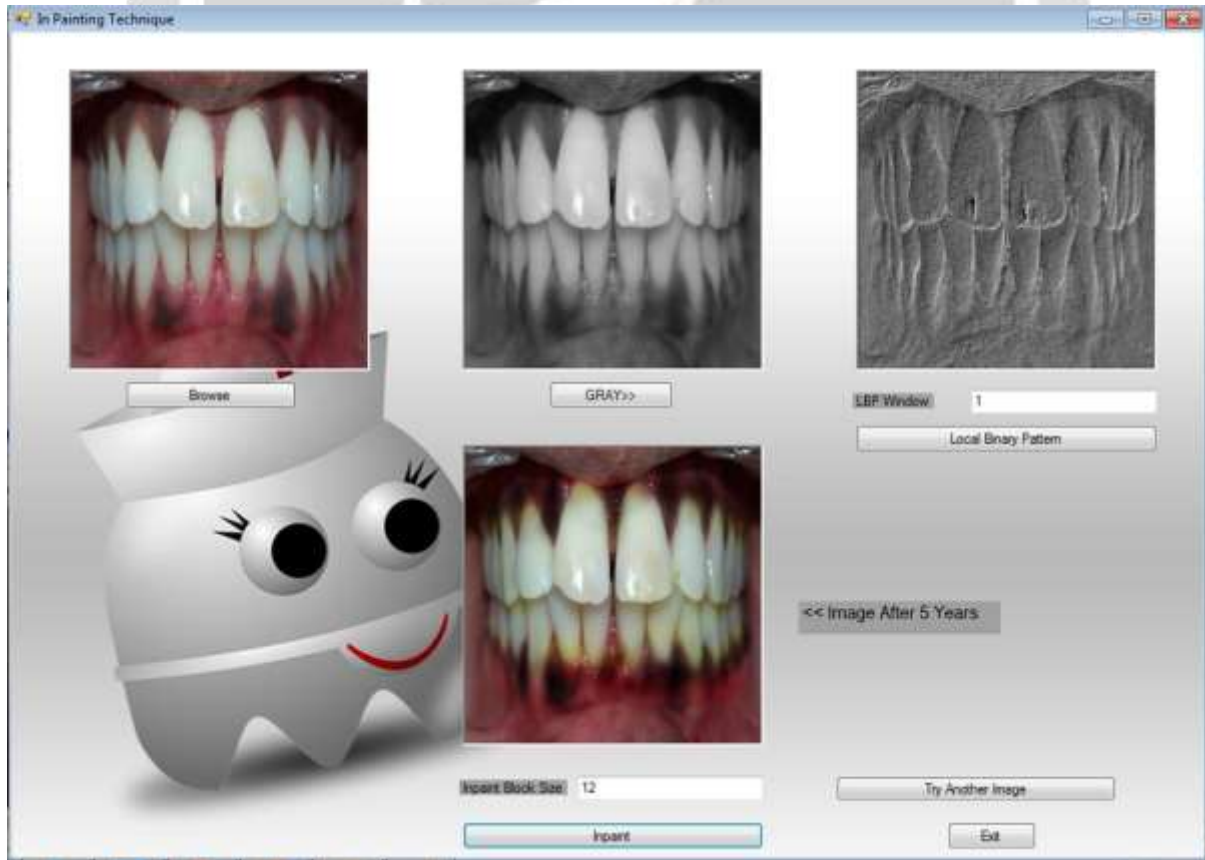 In Painting Technique
Browse
GRAY>>
LBP Window 1
Local Binary Pattern
<< Image After 5 Years
Inpaint Block Size 12
Try Another Image
Inpaint
Exit